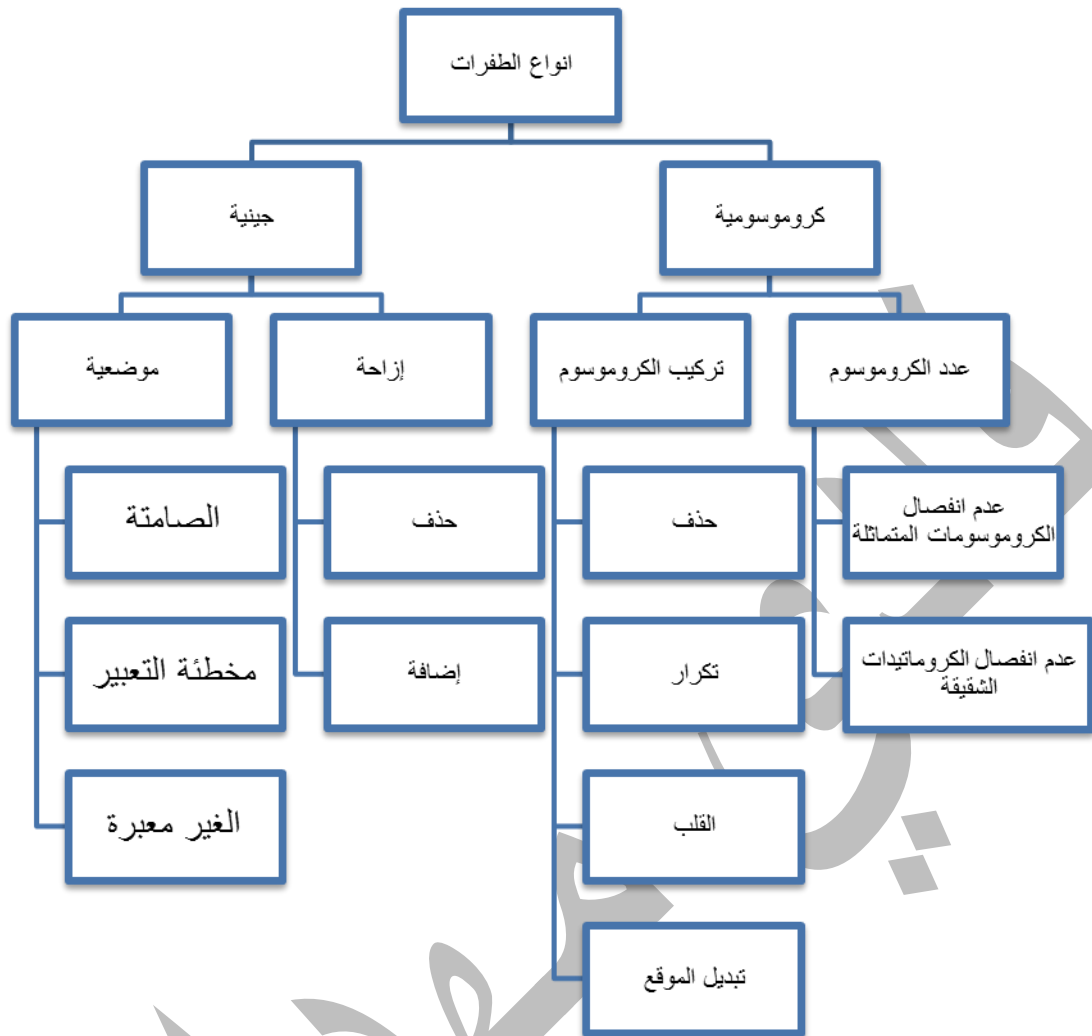 انواع الطفرات
كروموسومية
جينية
عدد الكروموسوم
تركيب الكروموسوم
إزاحة
موضعية
عدم انفصال
الكروموسومات المتماثلة
حذف
حذف
الصامتة
عدم انفصال الكروماتيدات
الشقيقة
تكرار
إضافة
مخطئة التعبير
القلب
الغير معبرة
تبديل الموقع